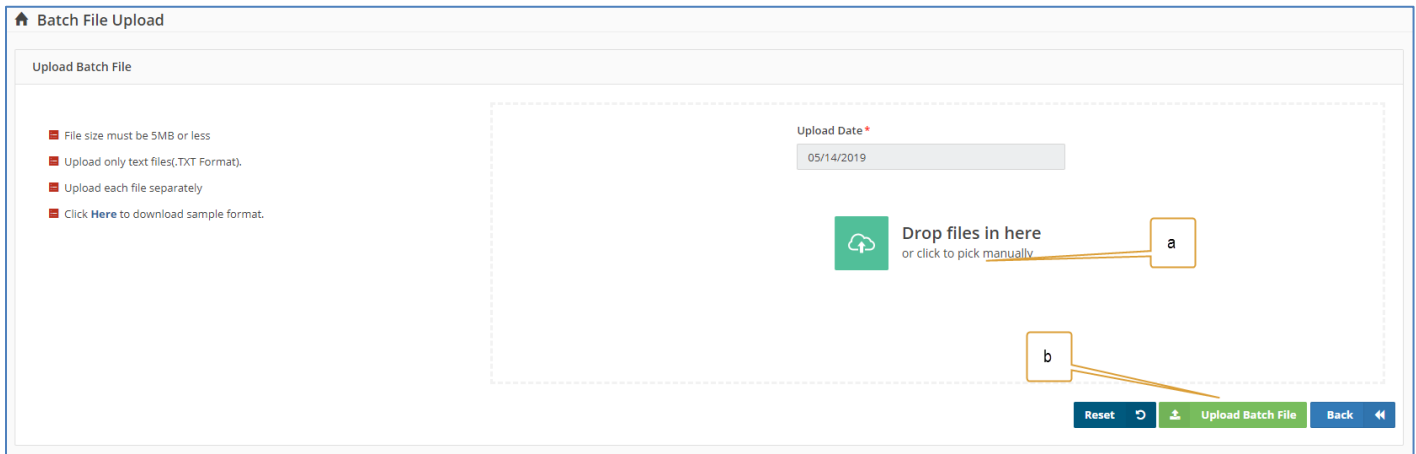 Batch File Upload
Upload Batch File
File size must be 5MB or less
Upload only text files(.TXT Format).
Upload each file separately
Click Here to download sample format.
Upload Date*
05/14/2019
Drop files in here
or click to pick manually
a
b
Reset
Upload Batch File
Back